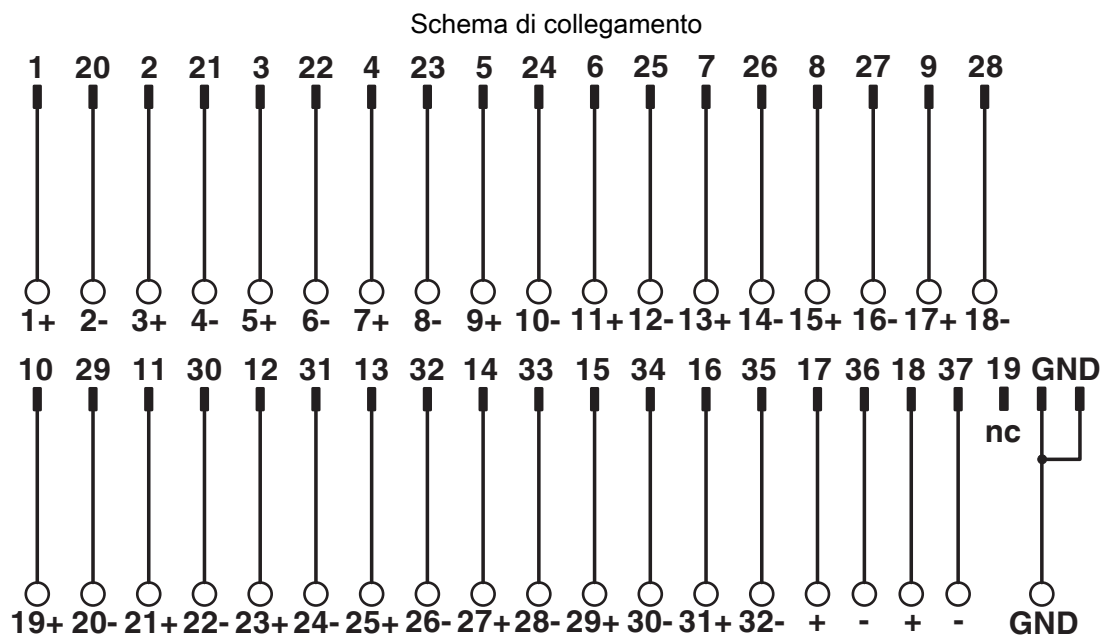 Schema di collegamento
1 20 2 21 3 22 4 23 5 24 6 25 7 26 8 27 9 28
1+ 2- 3+ 4- 5+ 6- 7+ 8- 9+ 10- 11+ 12- 13+ 14- 15+ 16- 17+ 18-
10 29 11 30 12 31 13 32 14 33 15 34 16 35 17 36 18 37 19 GND
nc
19+ 20- 21+ 22- 23+ 24- 25+ 26- 27+ 28- 29+ 30- 31+ 32- + - + - GND